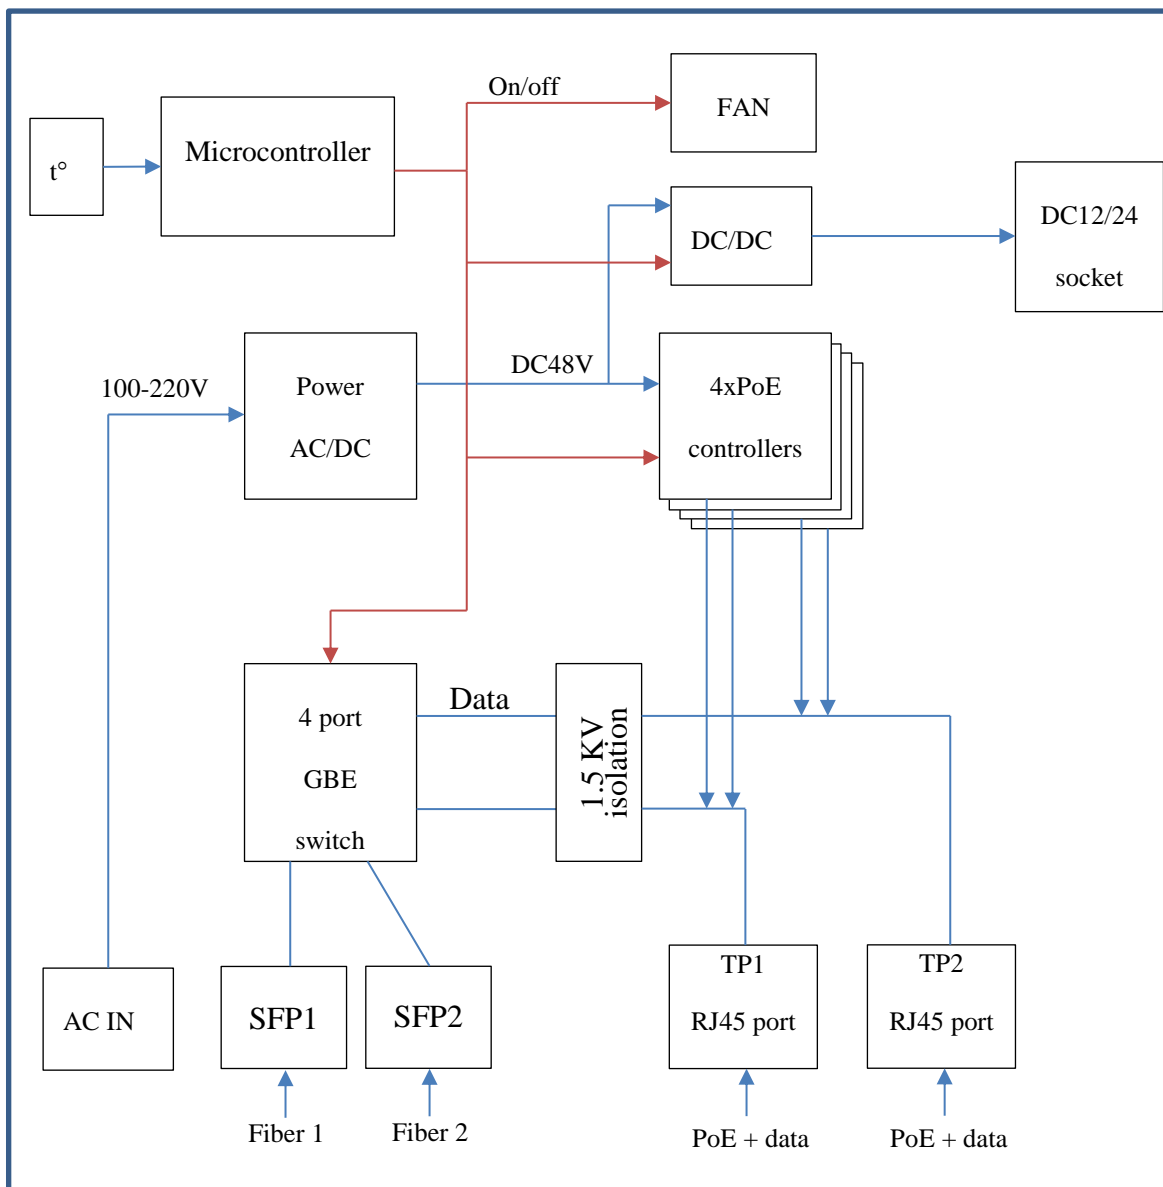 On/off
FAN
Microcontroller
t°
DC/DC
DC12/24
socket
DC48V
100-220V
Power
AC/DC
4xPoE
controllers
Data
4 port
GBE
switch
1.5 KV
isolation
AC IN
SFP1
SFP2
TP1
RJ45 port
TP2
RJ45 port
Fiber 1
Fiber 2
PoE + data
PoE + data